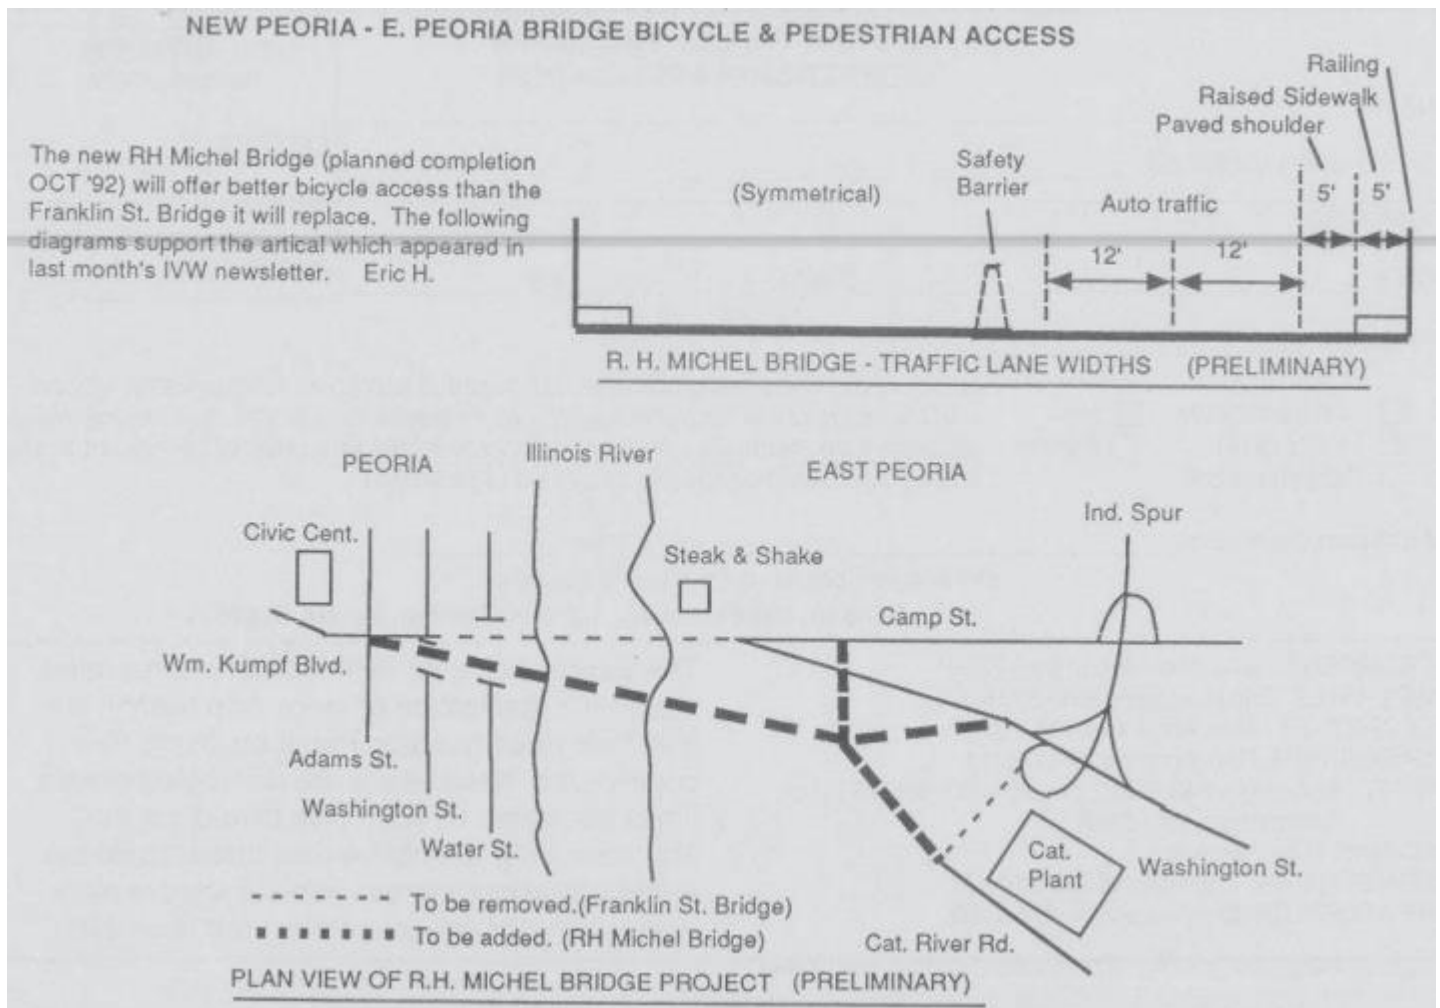 NEW PEORIA - E. PEORIA BRIDGE BICYCLE & PEDESTRIAN ACCESS
The new RH Michel Bridge (planned completion
OCT '92) will offer better bicycle access than the
Franklin St. Bridge it will replace. The following
diagrams support the artical which appeared in
last month's IVW newsletter. Eric H.
Railing
Raised Sidewalk
Paved shoulder
Safety
Barrier
(Symmetrical)
Auto traffic
5'
5'
12'
12'
R. H. MICHEL BRIDGE - TRAFFIC LANE WIDTHS (PRELIMINARY)
PEORIA
Illinois River
EAST PEORIA
Ind. Spur
Civic Cent.
Steak & Shake
Camp St.
Wm. Kumpf Blvd.
Adams St.
Washington St.
Water St.
Cat.
Plant
Washington St.
Cat. River Rd.
To be removed.(Franklin St. Bridge)
To be added. (RH Michel Bridge)
PLAN VIEW OF R.H. MICHEL BRIDGE PROJECT (PRELIMINARY)